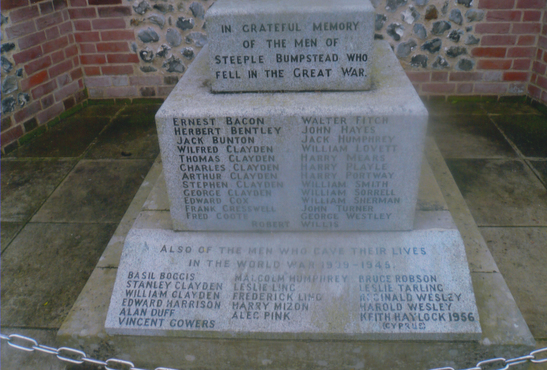 IN GRATEFUL MEMORY
OF THE MEN OF
STEEPLE BUMPSTEAD WHO
FELL IN THE GREAT WAR.
ERNEST BACON WALTER FITCH
HERBERT BENTLEY JOHN HAYES
JACK BUNTON JACK HUMPHREY
WILFRED CLAYDEN WILLIAM LOVETT
THOMAS CLAYDEN HARRY MEARS
CHARLES CLAYDEN HARRY PLAYLE
ARTHUR CLAYDEN HARRY PORTWAY
STEPHEN CLAYDEN WILLIAM SMITH
GEORGE CLAYDEN WILLIAM SORRELL
EDWARD COX WILLIAM SHERMAN
FRANK CRESSWELL JOHN TURNER
FRED COOTE GEORGE WESTLEY
ROBERT WILLIS
ALSO OF THE MEN WHO GAVE THEIR LIVES
IN THE WORLD WAR 1939-1945.
BASIL BOGGIS MALCOLM HUMPHREY BRUCE ROBSON
STANLEY CLAYDEN LESLIE LING LESLIE TARLING
WILLIAM CLAYDEN FREDERICK LING REGINALD WESLEY
EDWARD HARRISON HARRY MIZON HAROLD WESLEY
ALAN DUFF ALEC PINK KEITH HAYLOCK 1956
VINCENT GOWERS (CYPRUS)